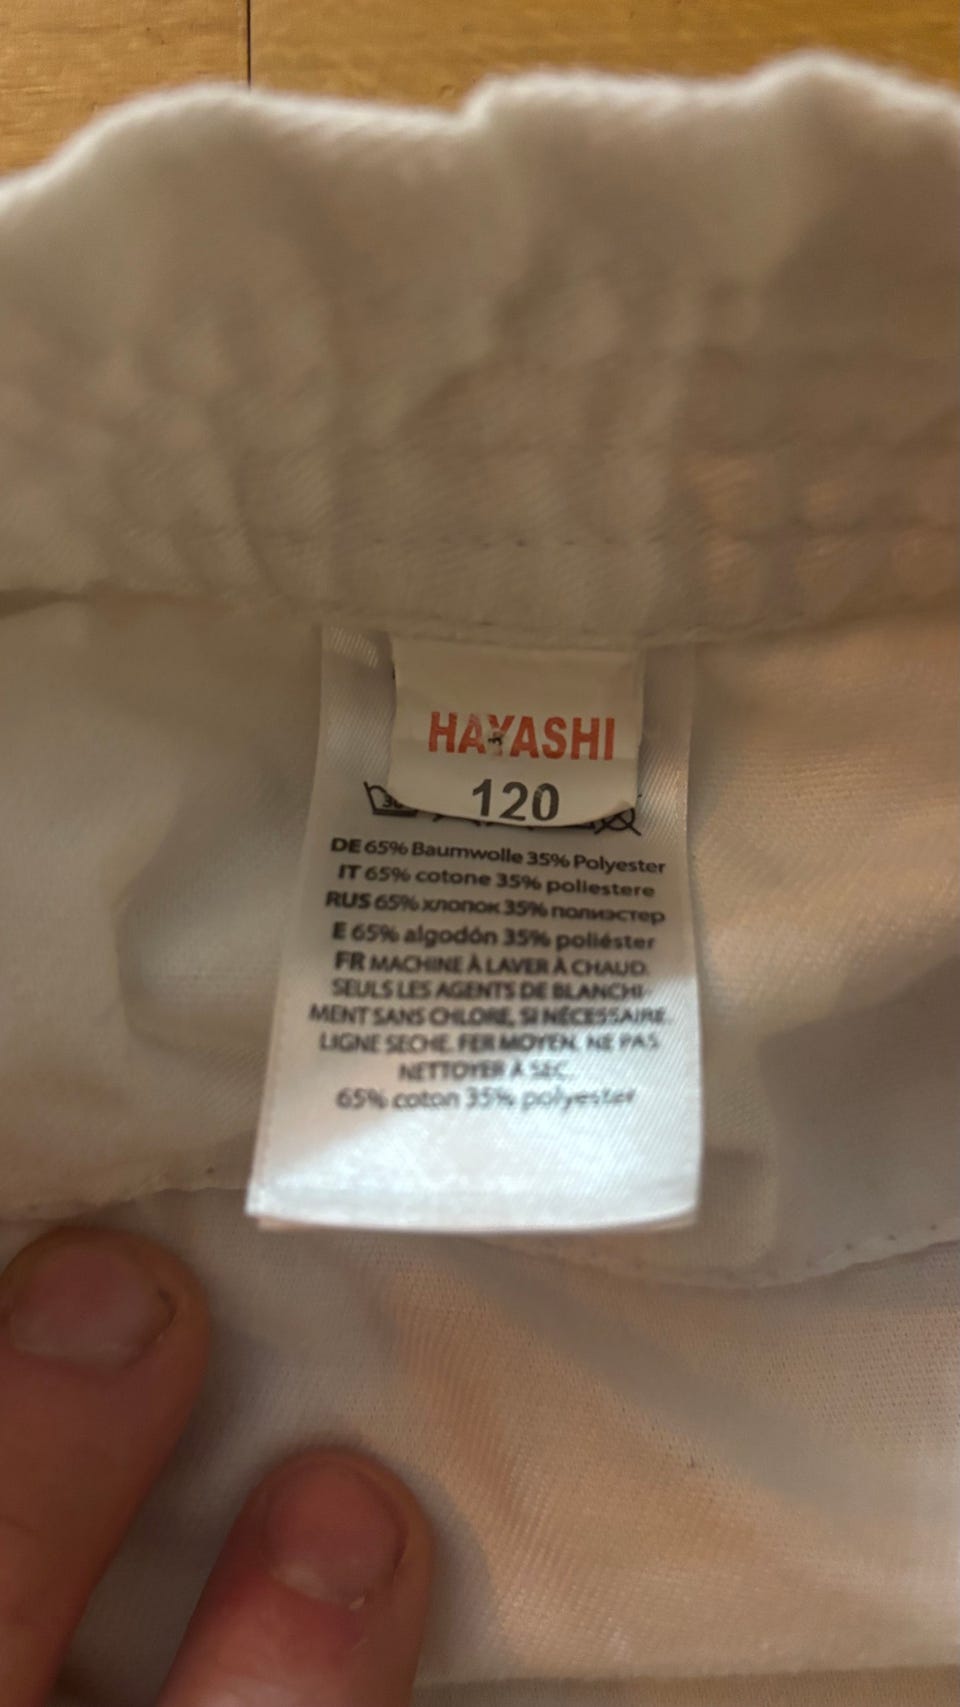 HAYASHI
120
30
DE 65% Baumwolle 35% Polyester
IT 65% cotone 35% poliestere
RUS 65% хлопок 35% полиэстер
E 65% algodón 35% poliéster
FR MACHINE À LAVER À CHAUD.
SEULS LES AGENTS DE BLANCHI-
MENT SANS CHLORE, SI NÉCESSAIRE.
LIGNE SECHE. FER MOYEN. NE PAS
NETTOYER À SEC.
65% coton 35% polyester